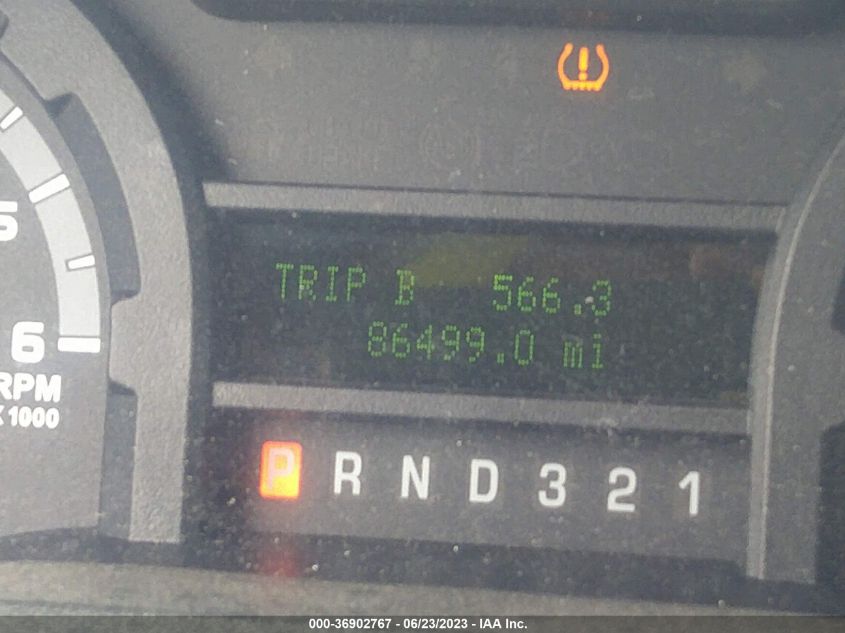 TRIP B 566.3
5
86499.0 mi
6
RPM
X1000
P R N D 3 2 1
000-36902767 - 06/23/2023 - IAA Inc.